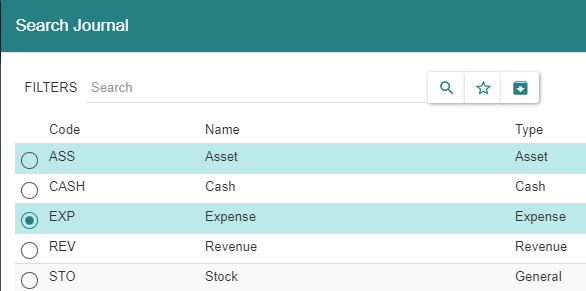 Search Journal
FILTERS Search
Code Name Type
ASS Asset Asset
CASH Cash Cash
EXP Expense Expense
REV Revenue Revenue
STO Stock General